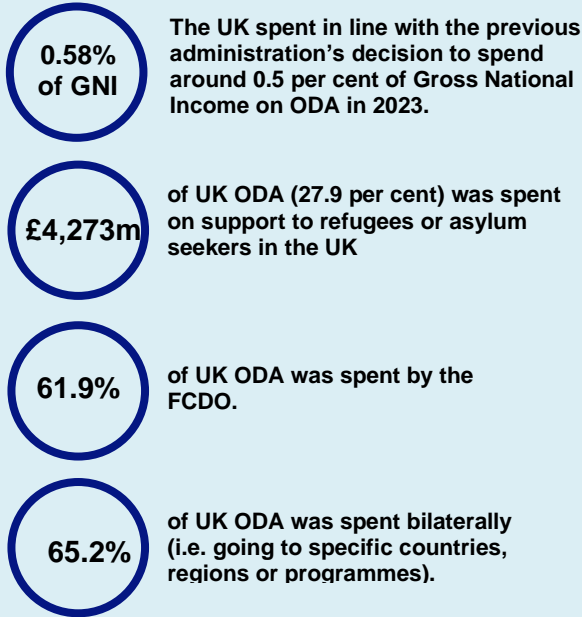 0.58%
of GNI
The UK spent in line with the previous
administration’s decision to spend
around 0.5 per cent of Gross National
Income on ODA in 2023.
£4,273m
of UK ODA (27.9 per cent) was spent
on support to refugees or asylum
seekers in the UK
61.9%
of UK ODA was spent by the
FCDO.
65.2%
of UK ODA was spent bilaterally
(i.e. going to specific countries,
regions or programmes).